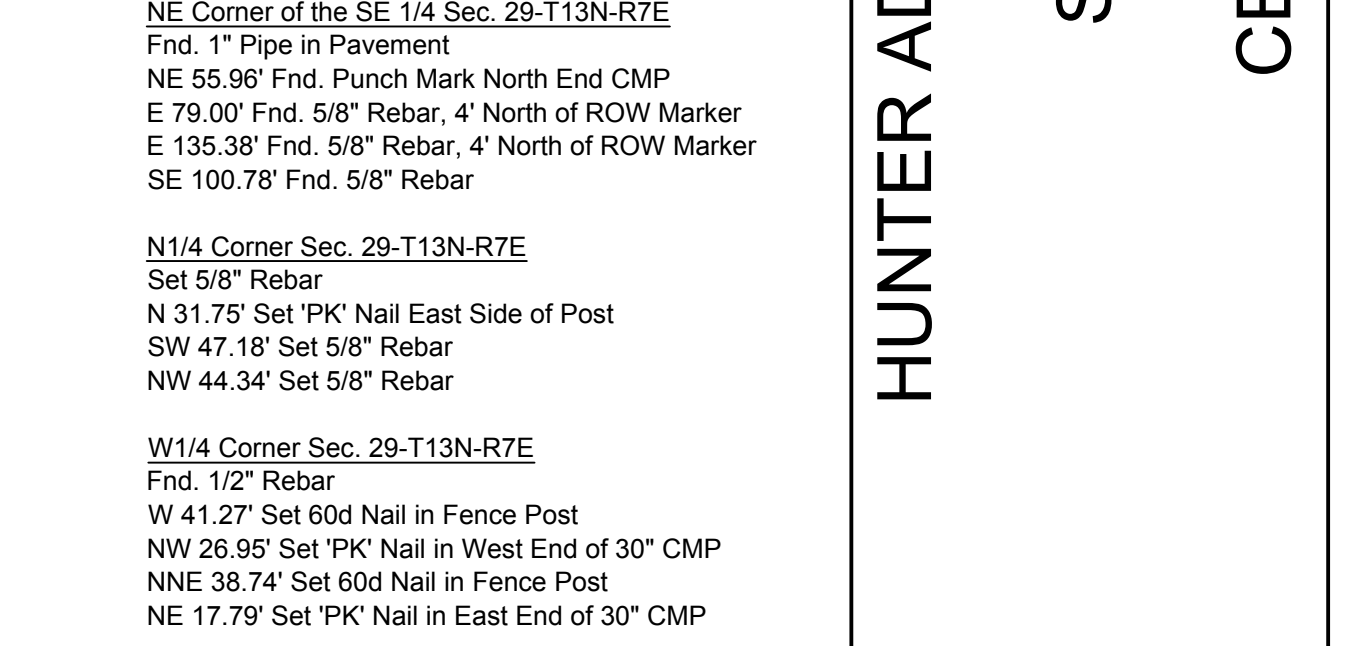 NE Corner of the SE 1/4 Sec. 29-T13N-R7E
Fnd. 1" Pipe in Pavement
NE 55.96' Fnd. Punch Mark North End CMP
E 79.00' Fnd. 5/8" Rebar, 4' North of ROW Marker
E 135.38' Fnd. 5/8" Rebar, 4' North of ROW Marker
SE 100.78' Fnd. 5/8" Rebar
N1/4 Corner Sec. 29-T13N-R7E
Set 5/8" Rebar
N 31.75' Set 'PK' Nail East Side of Post
SW 47.18' Set 5/8" Rebar
NW 44.34' Set 5/8" Rebar
W1/4 Corner Sec. 29-T13N-R7E
Fnd. 1/2" Rebar
W 41.27' Set 60d Nail in Fence Post
NW 26.95' Set 'PK' Nail in West End of 30" CMP
NNE 38.74' Set 60d Nail in Fence Post
NE 17.79' Set 'PK' Nail in East End of 30" CMP
HUNTER AD